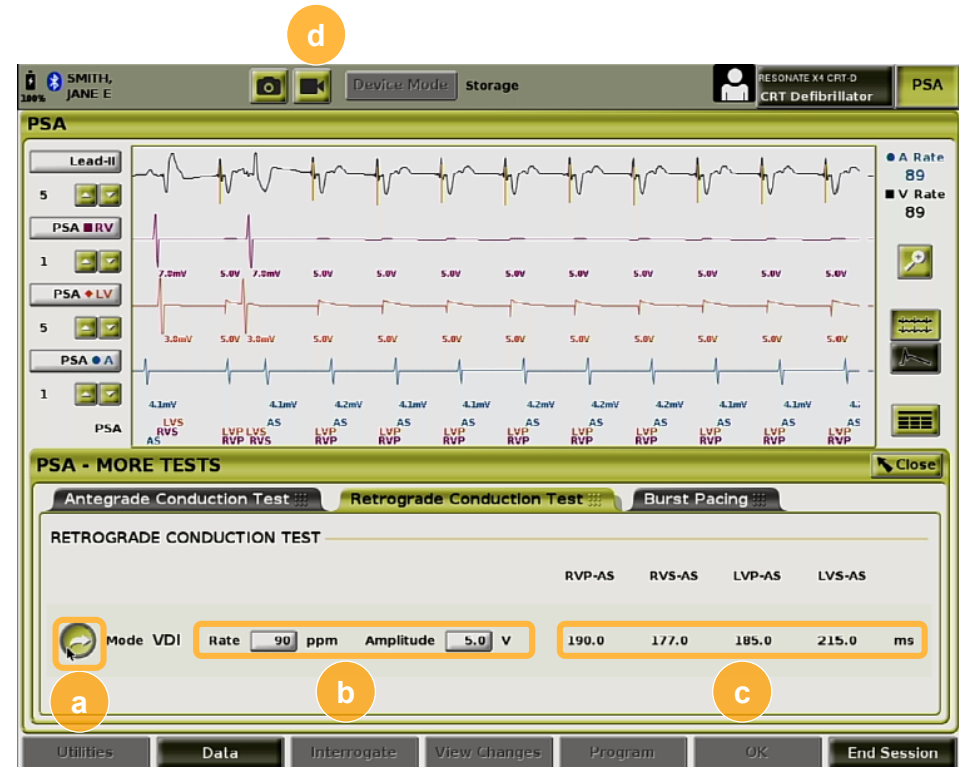 d
100%
SMITH,
JANE E
Device Mode Storage
RESONATE X4 CRT-D
CRT Defibrillator
PSA
PSA
Lead-II
5
PSA RV
1
PSA LV
5
PSA A
1
PSA
A Rate
89
V Rate
89
7.8mV 5.0V 7.8mV 5.0V 5.0V 5.0V 5.0V 5.0V 5.0V 5.0V 5.0V 5.0V
3.8mV 5.0V 3.8mV 5.0V 5.0V 5.0V 5.0V 5.0V 5.0V 5.0V 5.0V 5.0V
4.1mV 4.1mV 4.2mV 4.1mV 4.1mV 4.2mV 4.2mV 4.2mV 4.1mV 4.1mV
LVS AS AS AS AS AS AS AS AS AS AS
RVS LVP LVS LVP LVP LVP LVP LVP LVP LVP LVP LVP
AS RVP RVS RVP RVP RVP RVP RVP RVP RVP RVP RVP
PSA - MORE TESTS
Close
Antegrade Conduction Test Retrograde Conduction Test Burst Pacing
RETROGRADE CONDUCTION TEST
RVP-AS RVS-AS LVP-AS LVS-AS
Mode VDI Rate 90 ppm Amplitude 5.0 V 190.0 177.0 185.0 215.0 ms
a b c
Utilities Data Interrogate View Changes Program OK End Session